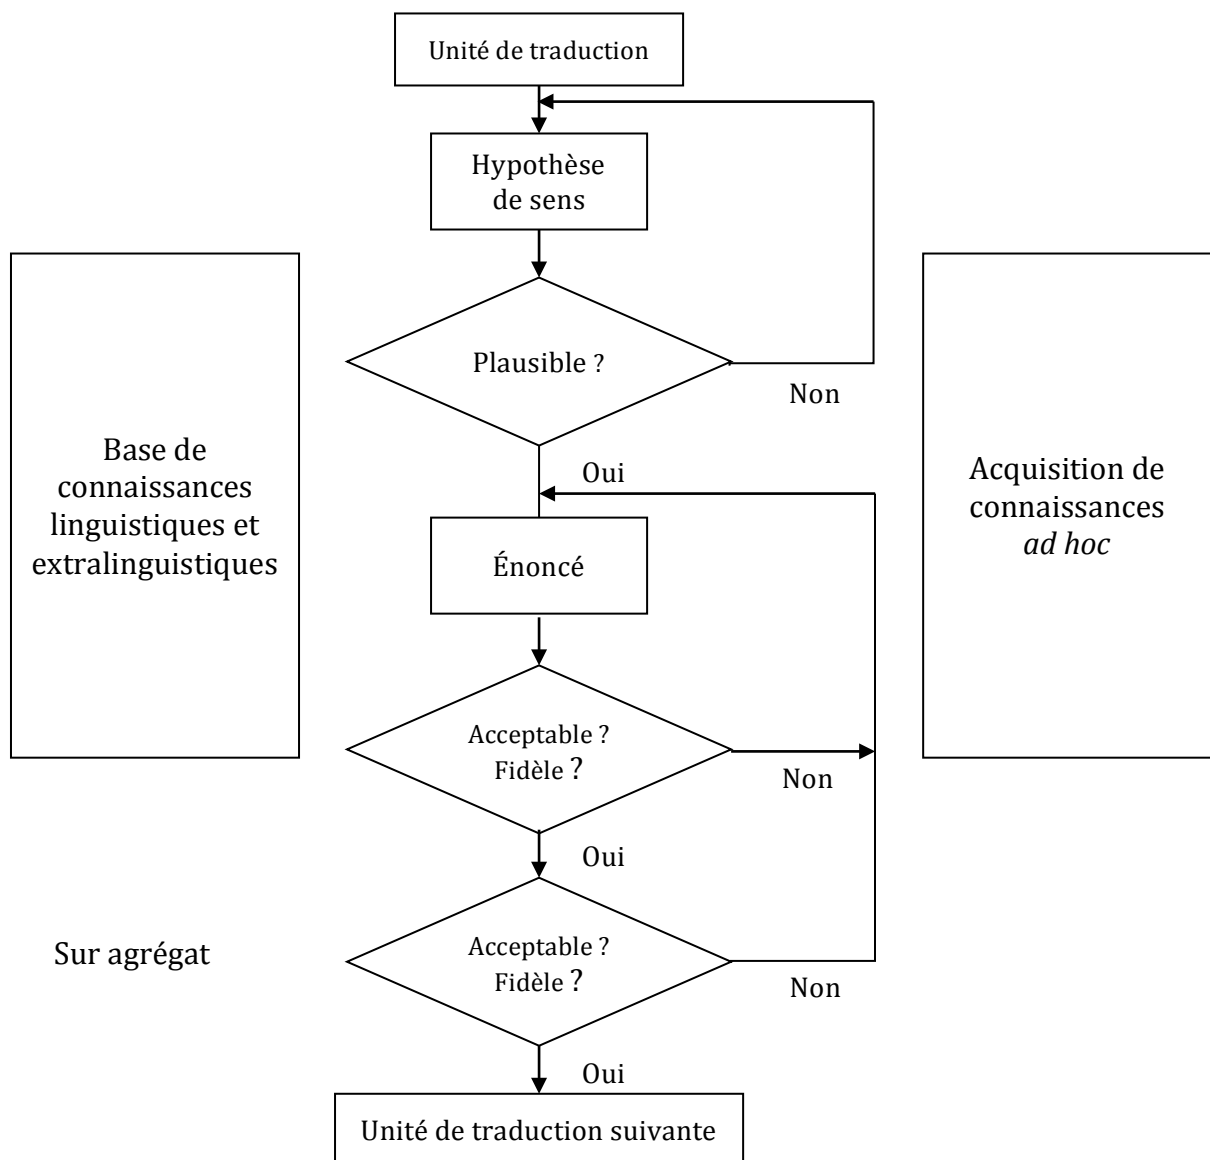 Unité de traduction
Hypothèse
de sens
Plausible ?
Non
Oui
Base de
connaissances
linguistiques et
extralinguistiques
Acquisition de
connaissances
ad hoc
Énoncé
Acceptable ?
Fidèle ?
Non
Oui
Sur agrégat
Acceptable ?
Fidèle ?
Non
Oui
Unité de traduction suivante